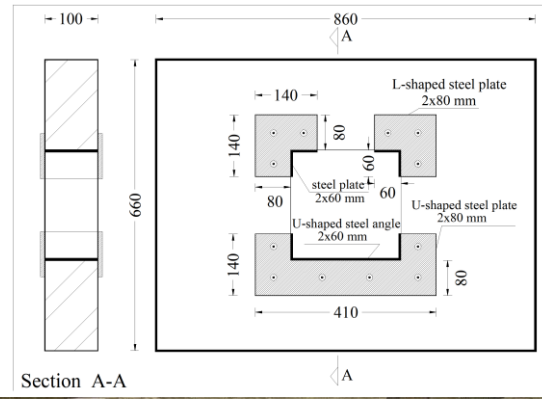 100
860
A
L-shaped steel plate
2x80 mm
140
80
140
60
steel plate
2x60 mm
80
60
U-shaped steel plate
2x80 mm
660
U-shaped steel angle
2x60 mm
140
80
410
A
Section A-A